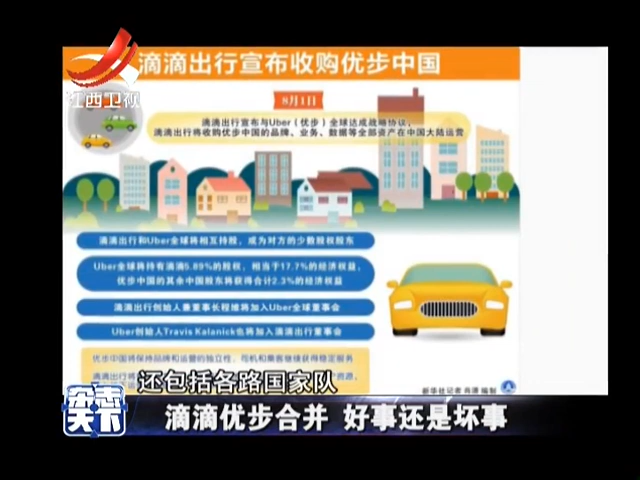 滴滴出行宣布收购优步中国
江西卫视
8月1日
滴滴出行宣布与Uber（优步）全球达成战略协议，
滴滴出行将收购优步中国的品牌、业务、数据等全部资产在中国大陆运营
滴滴出行和Uber全球将相互持股，成为对方的少数股权股东
Uber全球将持有滴滴5.89%的股权，相当于17.7%的经济权益，
优步中国的其余中国股东将获得合计2.3%的经济权益
滴滴出行创始人兼董事长程维将加入Uber全球董事会
Uber创始人Travis Kalanick也将加入滴滴出行董事会
优步中国将保持品牌和运营的独立性，司机和乘客继续获得稳定服务
滴滴出行将
资源，
还包括各路国家队
新华社记者 肖潇 编制
杂志天下
滴滴优步合并 好事还是坏事